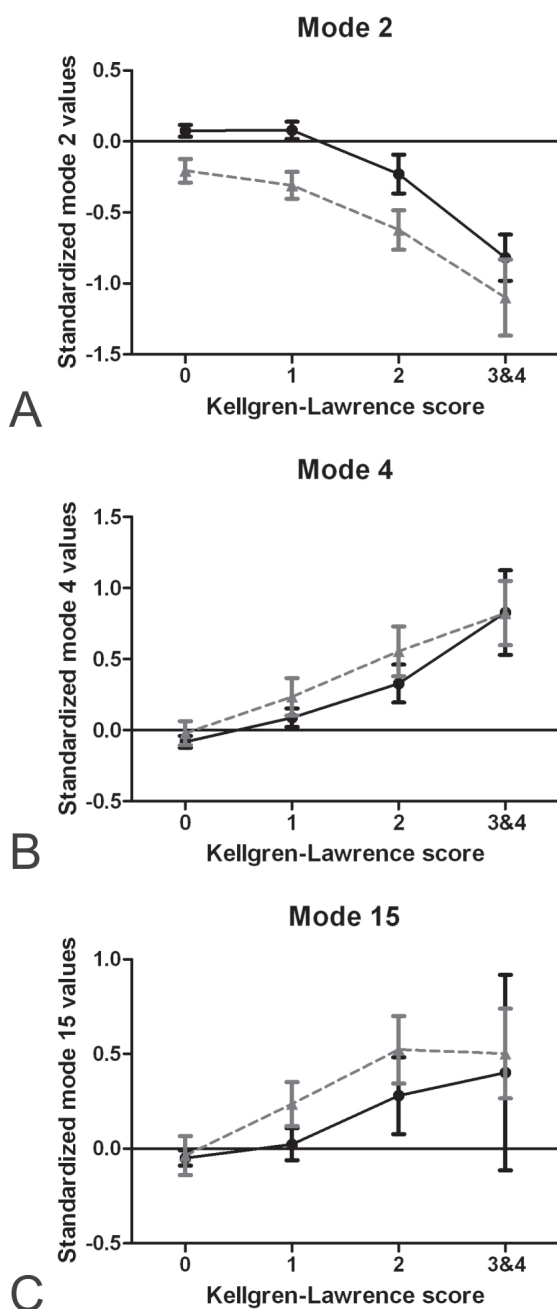 Mode 2
Standardized mode 2 values
0.5
0.0
-0.5
-1.0
-1.5
0 1 2 3&4
Kellgren-Lawrence score
A
Mode 4
Standardized mode 4 values
1.5
1.0
0.5
0.0
-0.5
0 1 2 3&4
Kellgren-Lawrence score
B
Mode 15
Standardized mode 15 values
1.0
0.5
0.0
-0.5
0 1 2 3&4
Kellgren-Lawrence score
C